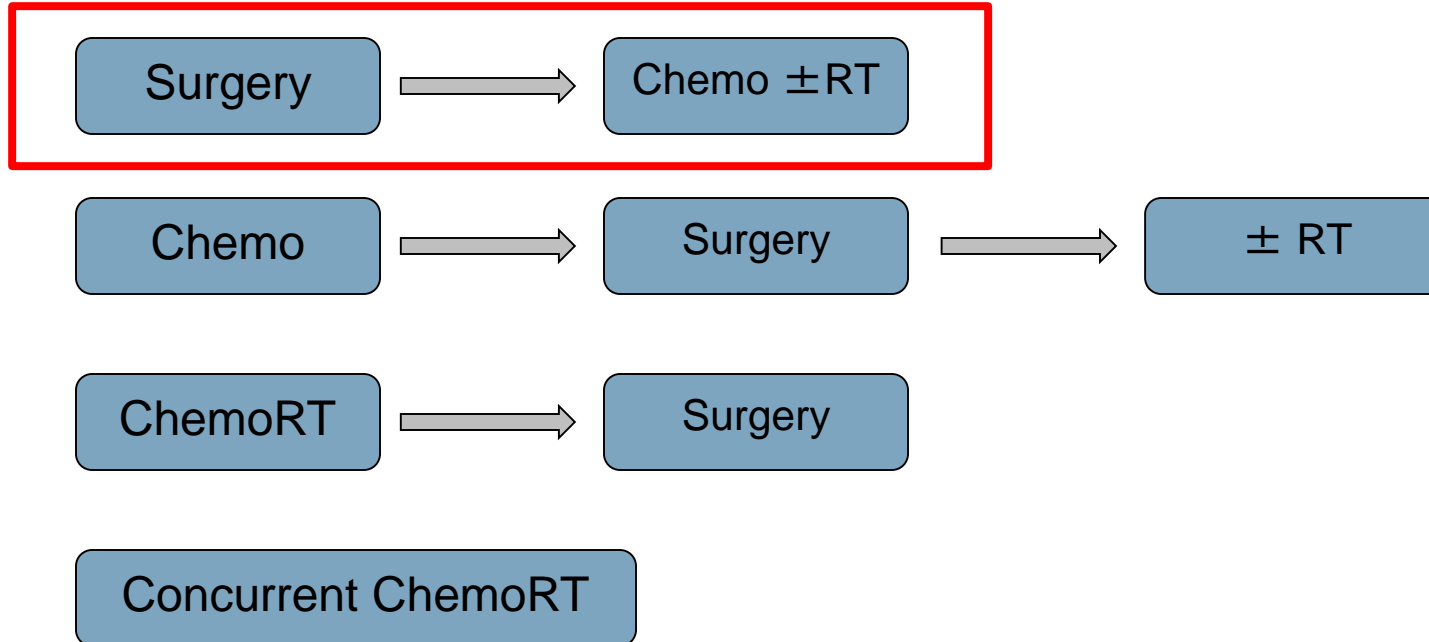 Surgery
Chemo ±RT
Chemo
Surgery
± RT
ChemoRT
Surgery
Concurrent ChemoRT